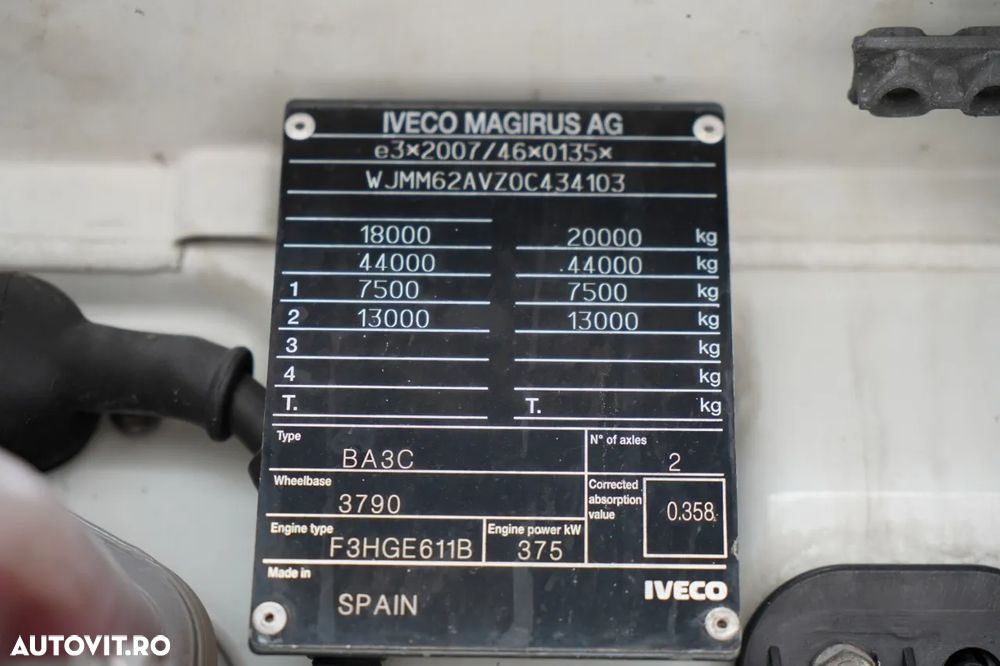 IVECO MAGIRUS AG
e3×2007/46×0135×
WJMM62AVZ0C434103
18000 20000 kg
44000 44000 kg
1 7500 7500 kg
2 13000 13000 kg
3 kg
4 kg
T. T. kg
Type N° of axles
BA3C 2
Wheelbase Corrected absorption value
3790 0.358
Engine type Engine power kW
F3HGE611B 375
Made in IVECO
SPAIN
AUTOVIT.RO